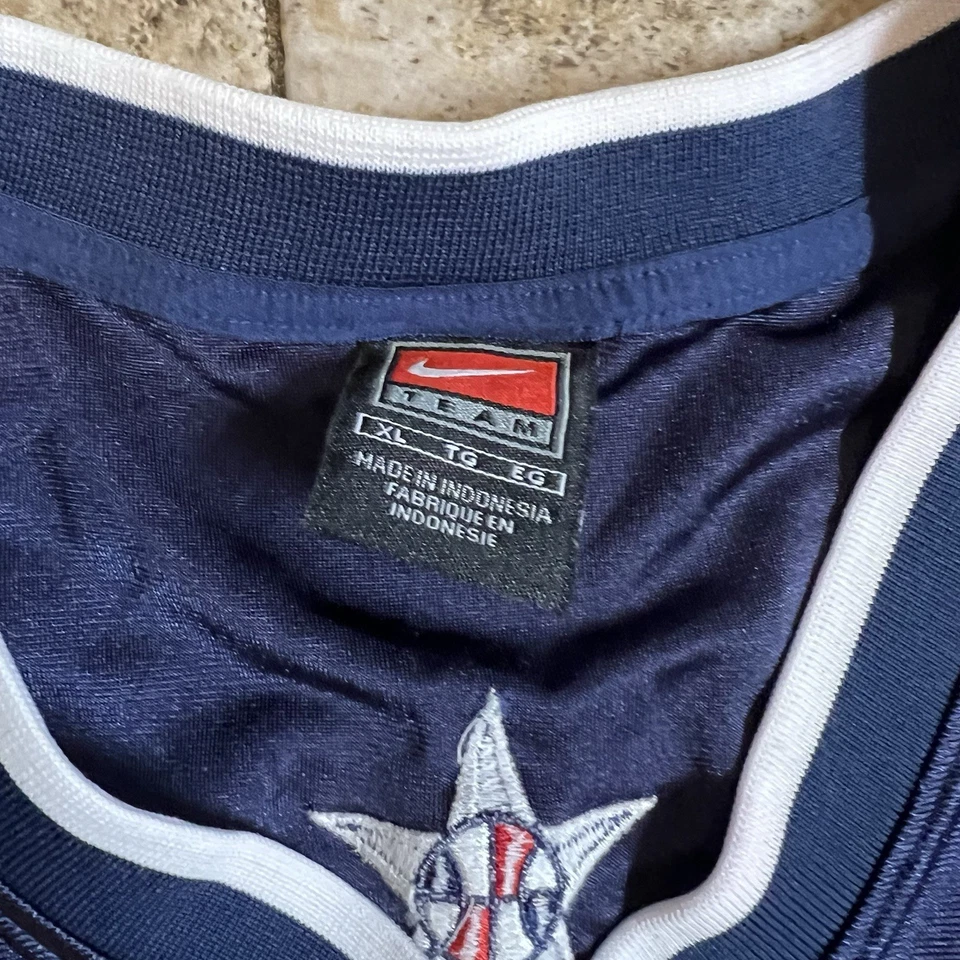 TEAM
XL TG EG
MADE IN INDONESIA
FABRIQUE EN
INDONESIE